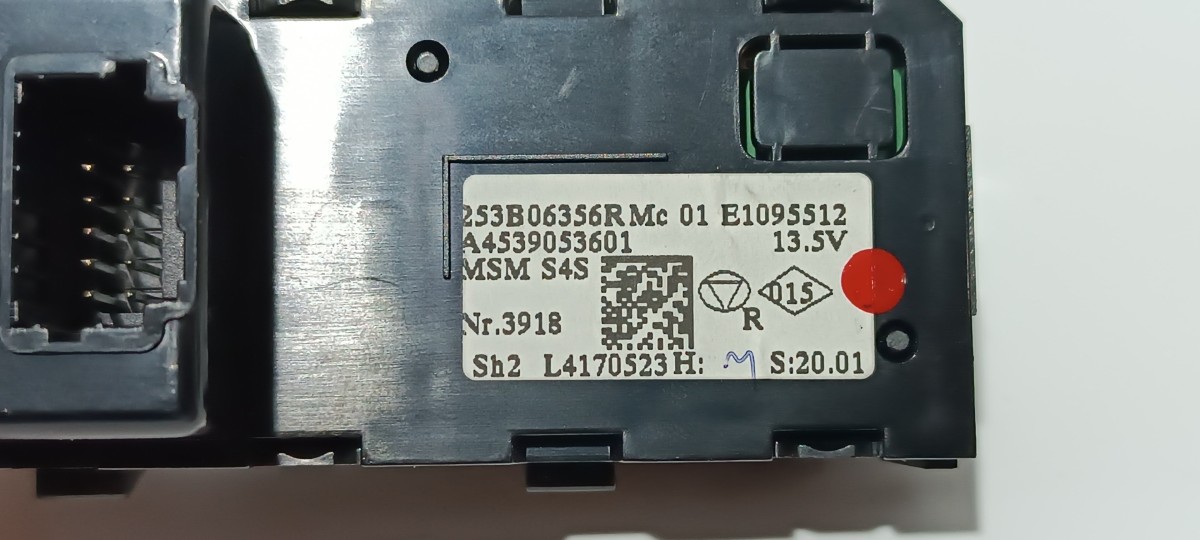 253B06356R Mc 01 E1095512
A4539053601 13.5V
MSM S4S
015
R
Nr.3918
Sh2 L4170523 H: M S:20.01